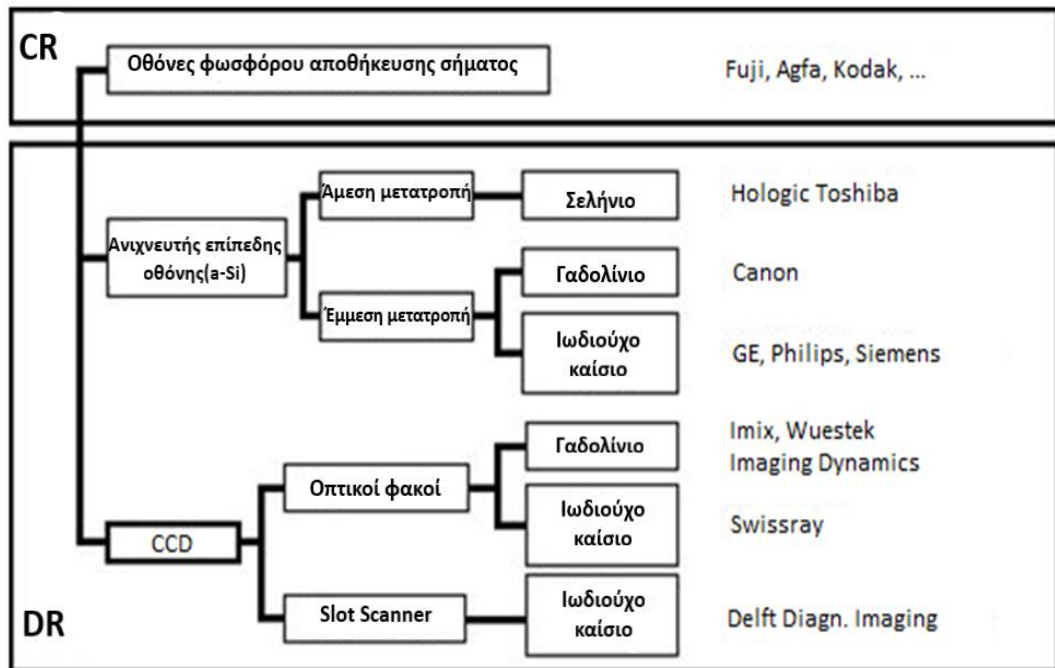 CR
Οθόνες φωσφόρου αποθήκευσης σήματος
Fuji, Agfa, Kodak, ...
Άμεση μετατροπή
Σελήνιο
Hologic Toshiba
Ανιχνευτής επίπεδης
οθόνης(a-Si)
Γαδολίνιο
Canon
Έμμεση μετατροπή
Ιωδιούχο
καίσιο
GE, Philips, Siemens
Γαδολίνιο
Imix, Wuestek
Imaging Dynamics
Οπτικοί φακοί
Ιωδιούχο
καίσιο
Swissray
CCD
Slot Scanner
Ιωδιούχο
καίσιο
Delft Diagn. Imaging
DR